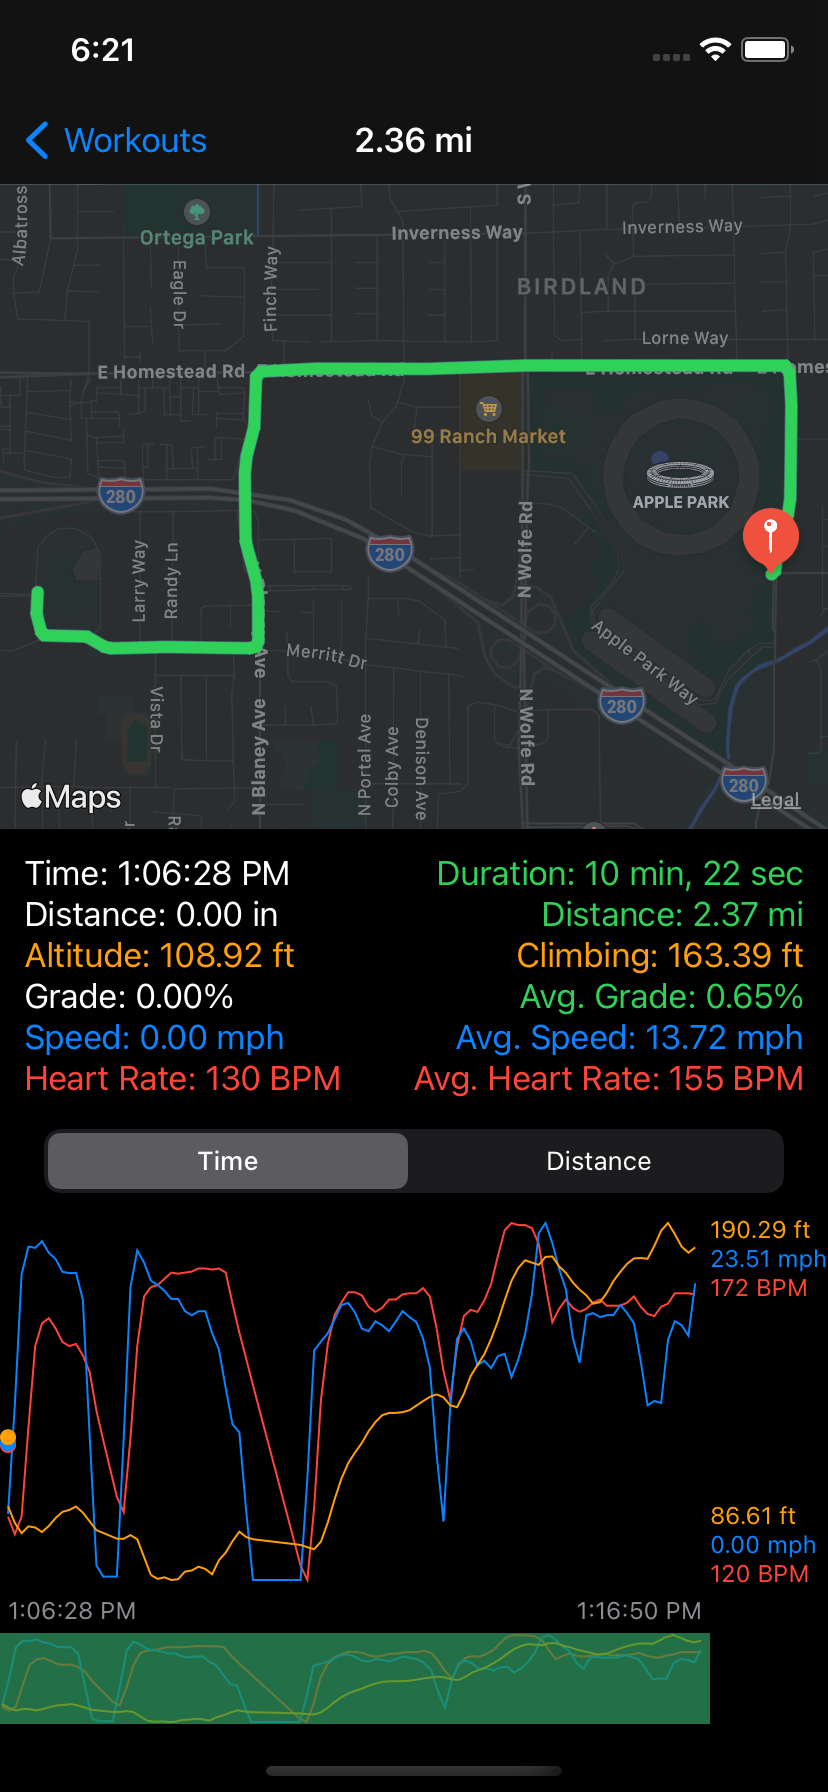 6:21
Workouts
2.36 mi
Albatross
Ortega Park
Eagle Dr
Finch Way
Inverness Way
Inverness Way
BIRDLAND
Lorne Way
E Homestead Rd
99 Ranch Market
APPLE PARK
280
280
Larry Way
Randy Ln
N Wolfe Rd
Merritt Dr
Apple Park Way
280
Vista Dr
N Blaney Ave
Ave
N Portal Ave
Colby Ave
Denison Ave
N Wolfe Rd
280
Maps
Legal
Time: 1:06:28 PM
Duration: 10 min, 22 sec
Distance: 0.00 in
Distance: 2.37 mi
Altitude: 108.92 ft
Climbing: 163.39 ft
Grade: 0.00%
Avg. Grade: 0.65%
Speed: 0.00 mph
Avg. Speed: 13.72 mph
Heart Rate: 130 BPM
Avg. Heart Rate: 155 BPM
Time
Distance
190.29 ft
23.51 mph
172 BPM
86.61 ft
0.00 mph
120 BPM
1:06:28 PM
1:16:50 PM